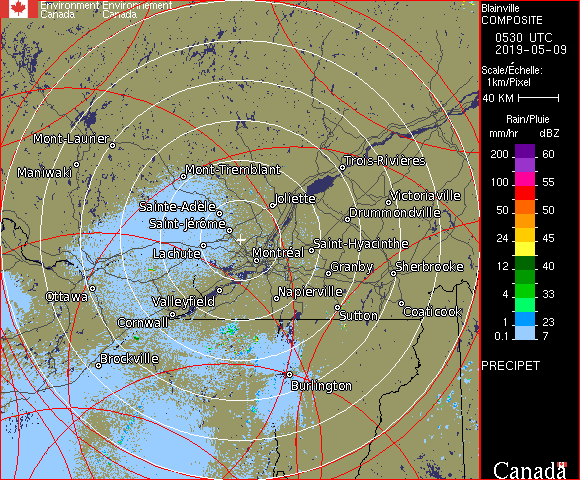 Environment Environnement
Canada Canada
Blainville
COMPOSITE
0530 UTC
2019-05-09
Scale/Échelle:
1km/Pixel
40 KM
Rain/Pluie
mm/hr dBZ
200 60
100 55
50 50
24 45
12 40
4 33
1 23
0.1 7
PRECIPET
Canada
Mont-Laurier
Maniwaki
Mont-Tremblant
Trois-Rivières
Sainte-Adèle
Joliette
Victoriaville
Saint-Jérôme
Drummondville
Lachute
Montréal
Saint-Hyacinthe
Granby
Sherbrooke
Ottawa
Valleyfield
Napierville
Cornwall
Sutton
Coaticook
Brockville
Burlington